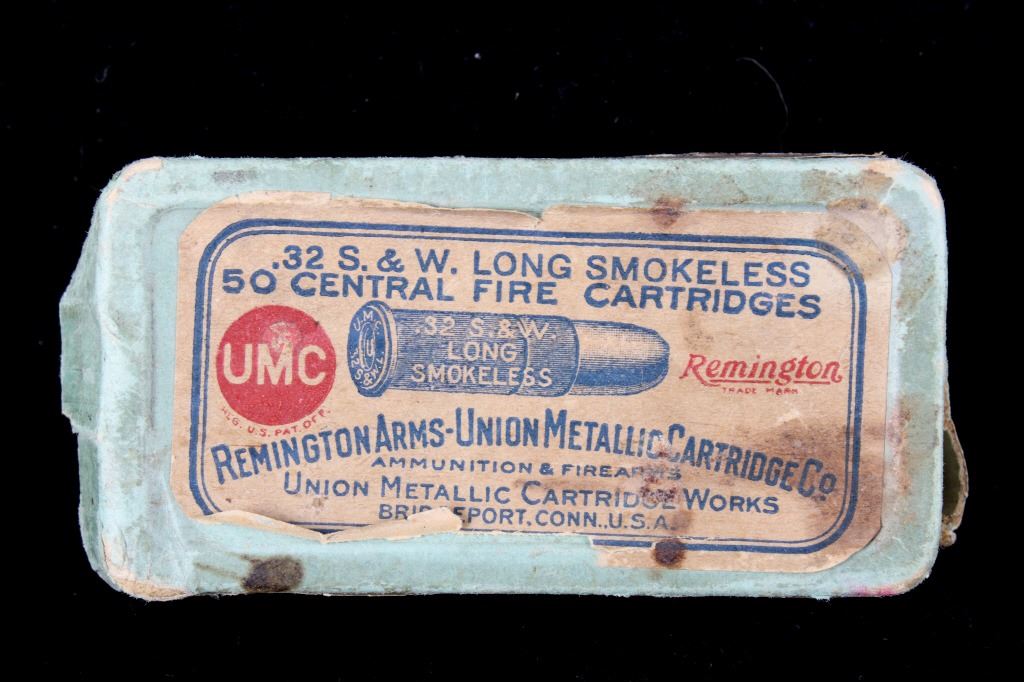 .32 S. & W. LONG SMOKELESS
50 CENTRAL FIRE CARTRIDGES
UMC
REG. U.S. PAT. OFF.
U.M.C.
U
32 S&W.L.
.32 S. & W.
LONG
SMOKELESS
Remington
TRADE MARK
REMINGTON ARMS-UNION METALLIC CARTRIDGE CO
AMMUNITION & FIREARMS
UNION METALLIC CARTRIDGE WORKS
BRIDGEPORT, CONN., U.S.A.